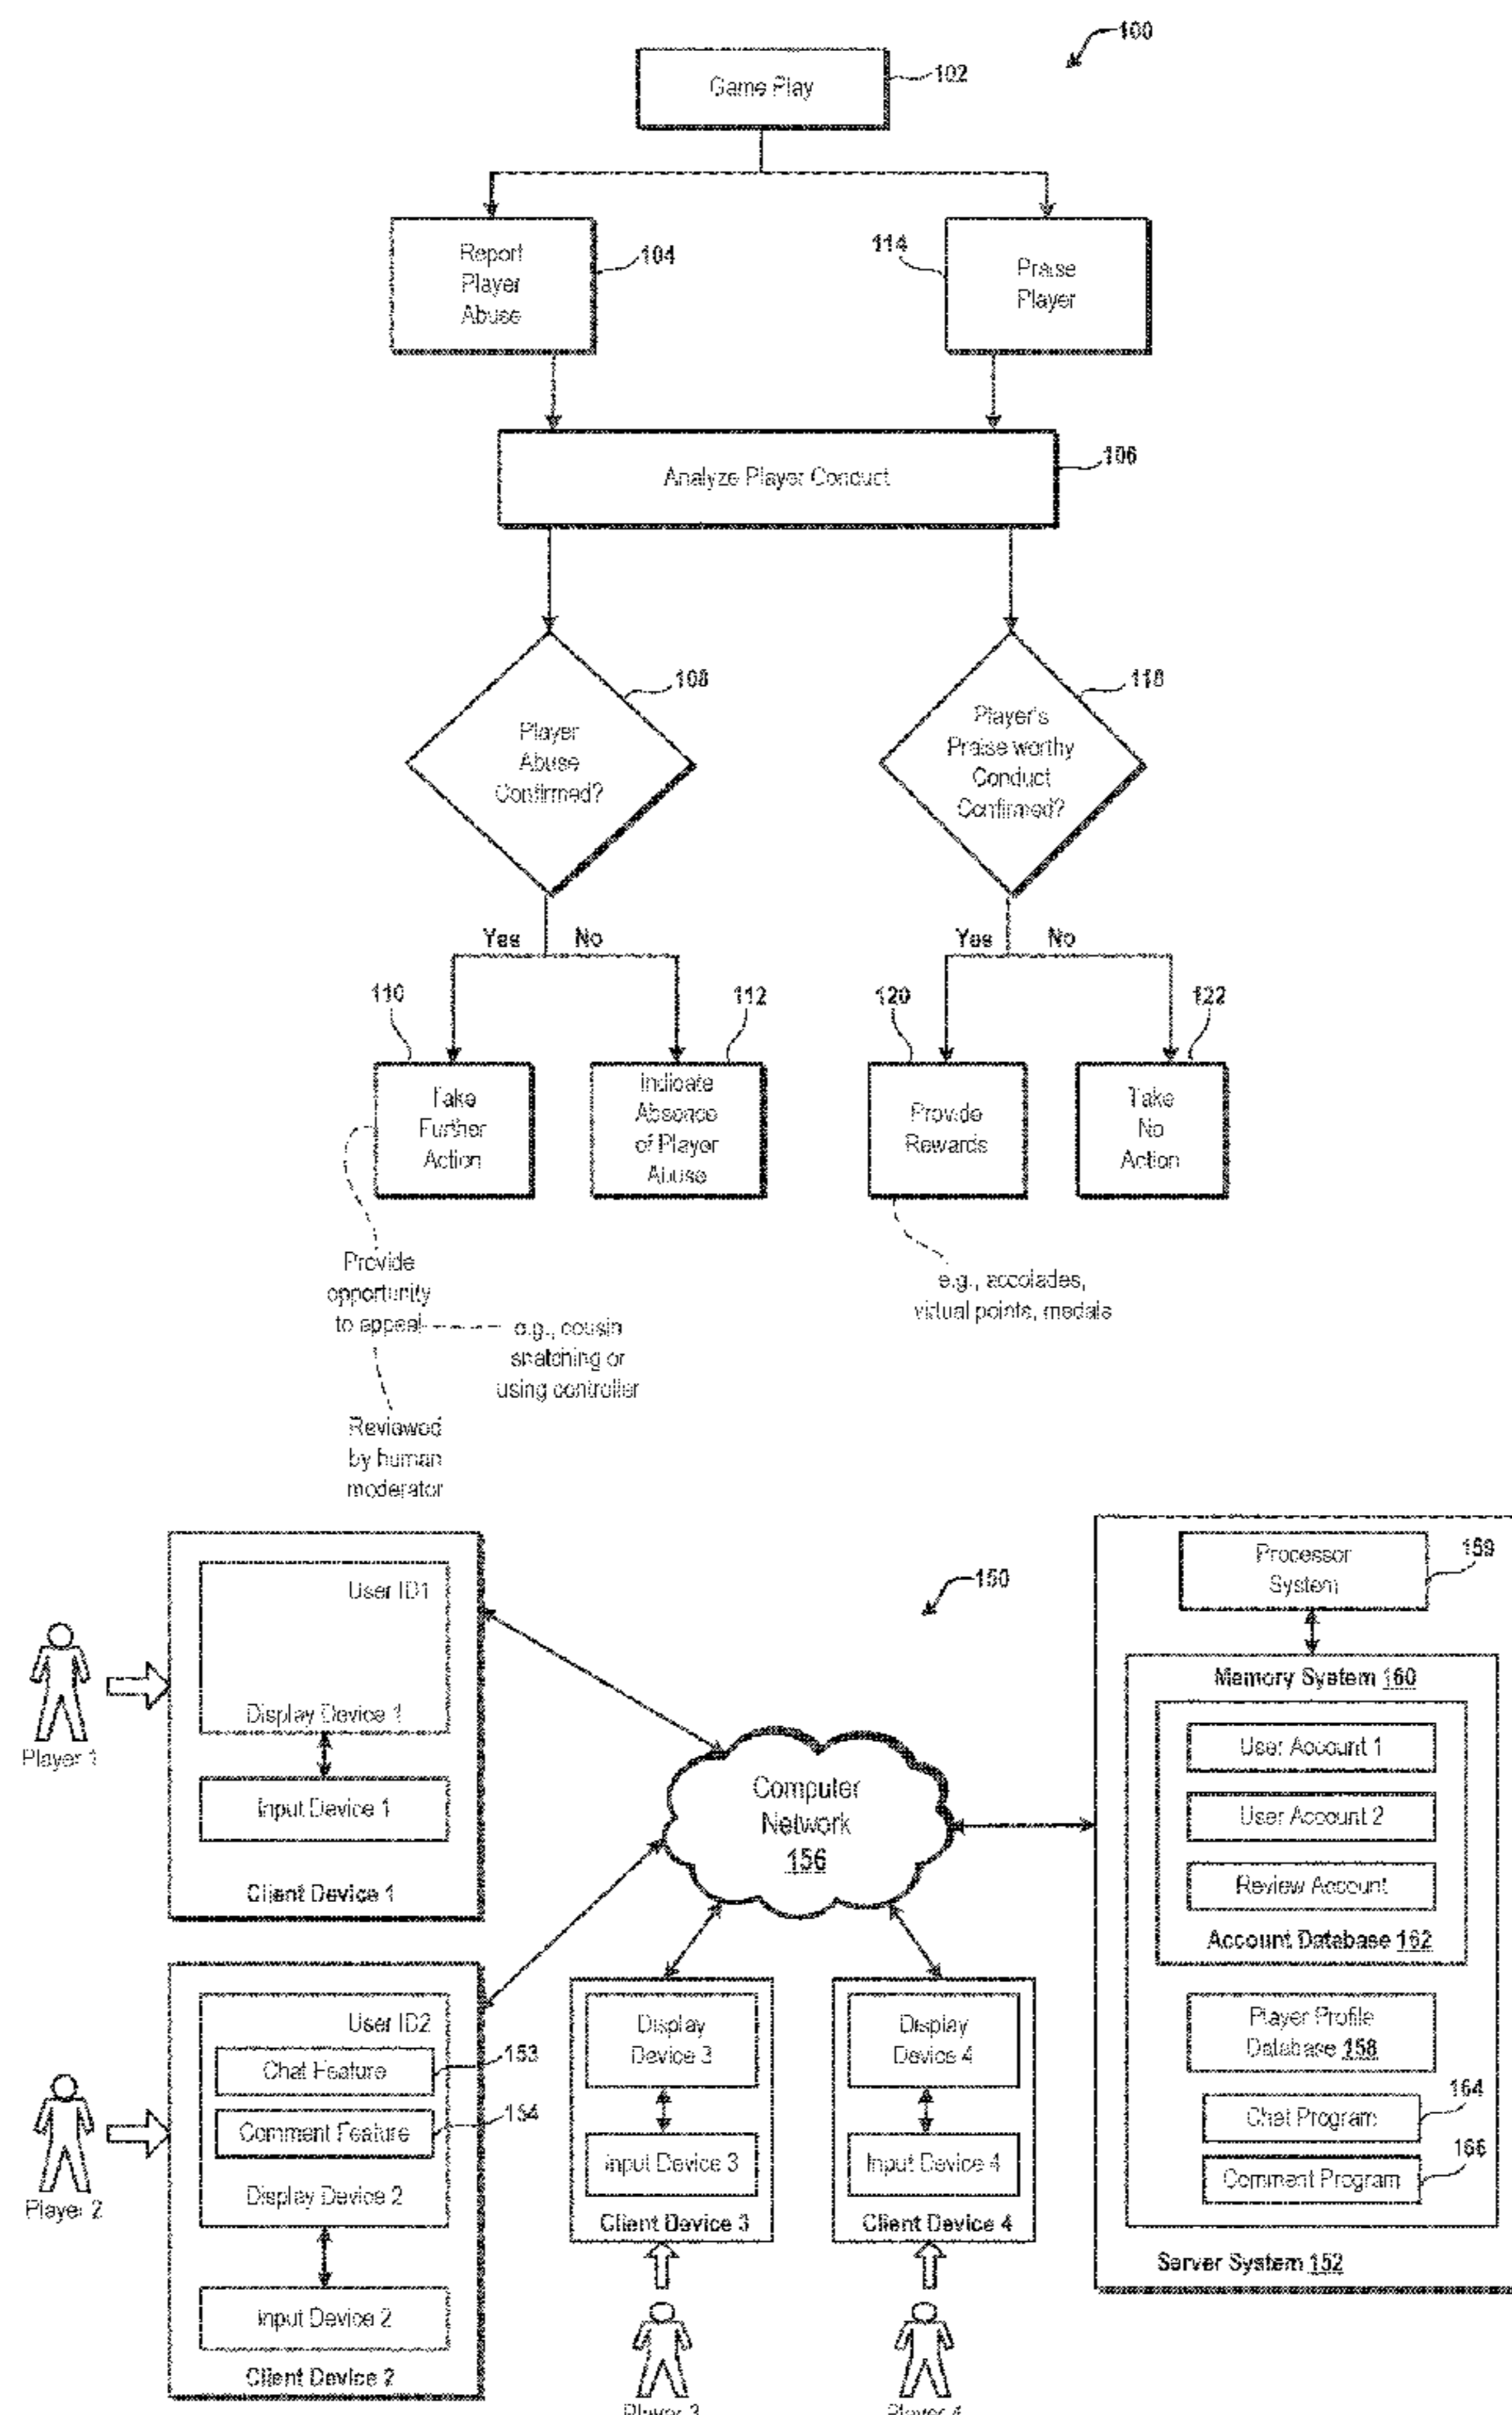 100
Game Play
102
Report
Player
Abuse
104
114
Praise
Player
Analyze Player Conduct
106
Player
Abuse
Confirmed?
108
Player's
Praise worthy
Conduct
Confirmed?
118
Yes
No
Yes
No
110
112
120
122
Take
Further
Action
Indicate
Absence
of Player
Abuse
Provide
Rewards
Take
No
Action
Provide
opportunity
to appeal
e.g., cousin
snatching or
using controller
e.g., accolades,
virtual points, medals
Reviewed
by human
moderator
150
User ID1
Display Device 1
Input Device 1
Client Device 1
Player 1
Computer
Network
156
Processor
System
159
Memory System 160
User Account 1
User Account 2
Review Account
Account Database 162
Player Profile
Database 158
Chat Program
164
Comment Program
166
Server System 152
User ID2
Chat Feature
153
Comment Feature
154
Display Device 2
Input Device 2
Client Device 2
Player 2
Display
Device 3
Input Device 3
Client Device 3
Player 3
Display
Device 4
Input Device 4
Client Device 4
Player 4